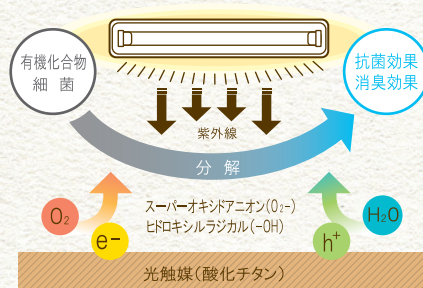 有機化合物
細 菌
抗菌効果
消臭効果
紫外線
分 解
スーパーオキシドアニオン(O₂-)
ヒドロキシルラジカル(-OH)
O₂
e-
h⁺
H₂O
光触媒(酸化チタン)